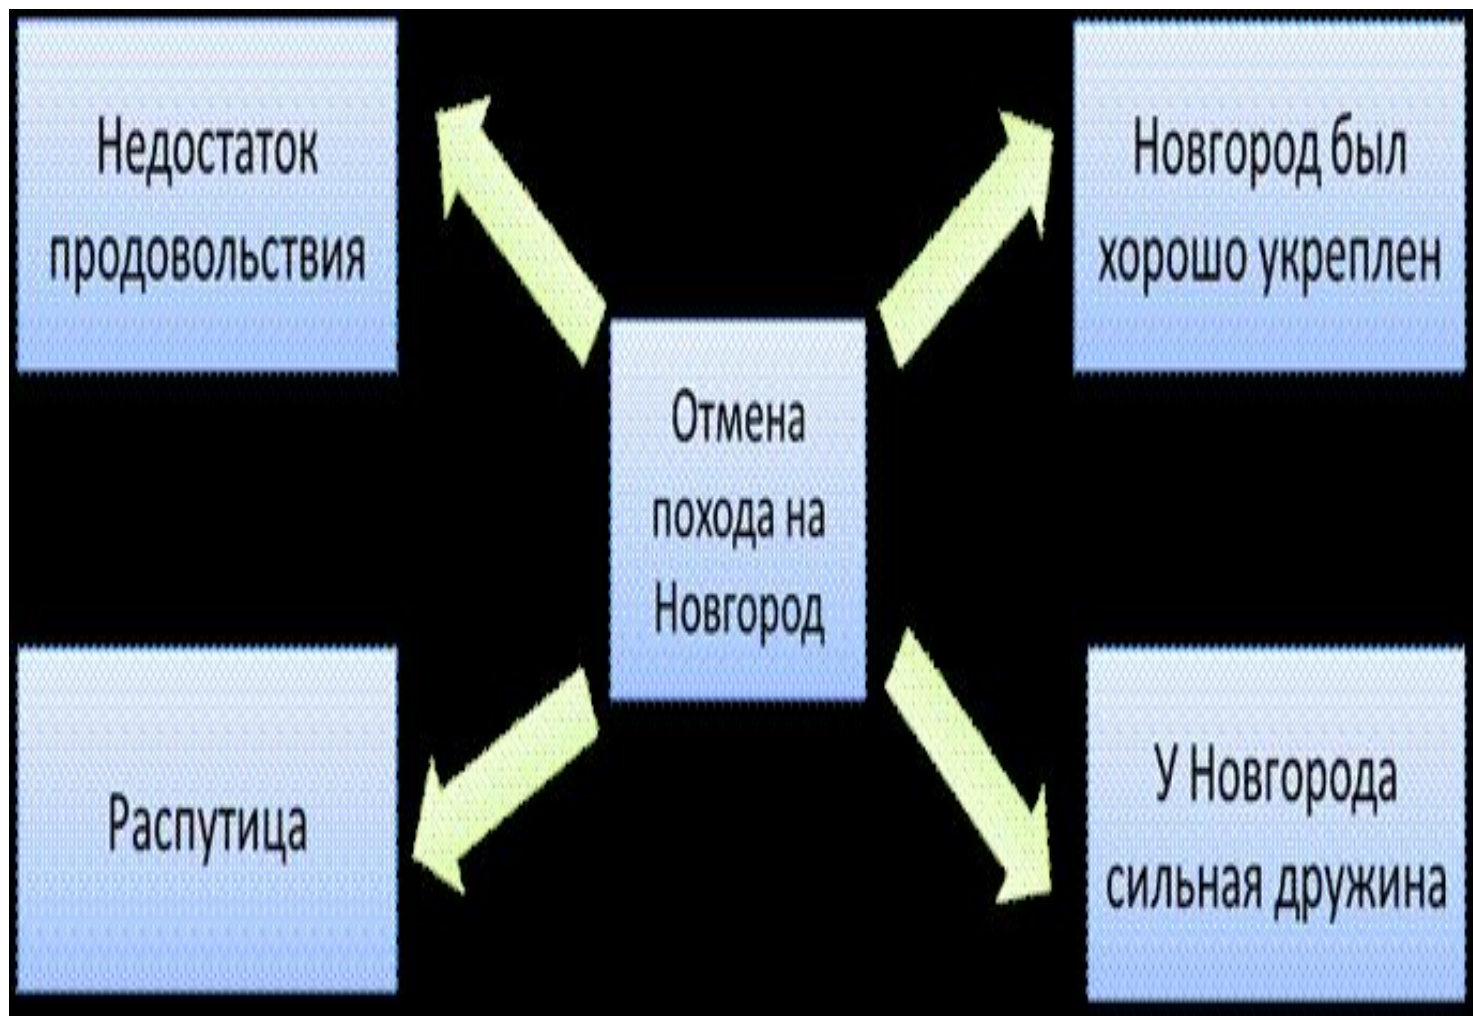 Недостаток
продовольствия
Новгород был
хорошо укреплен
Отмена
похода на
Новгород
Распутица
У Новгорода
сильная дружина